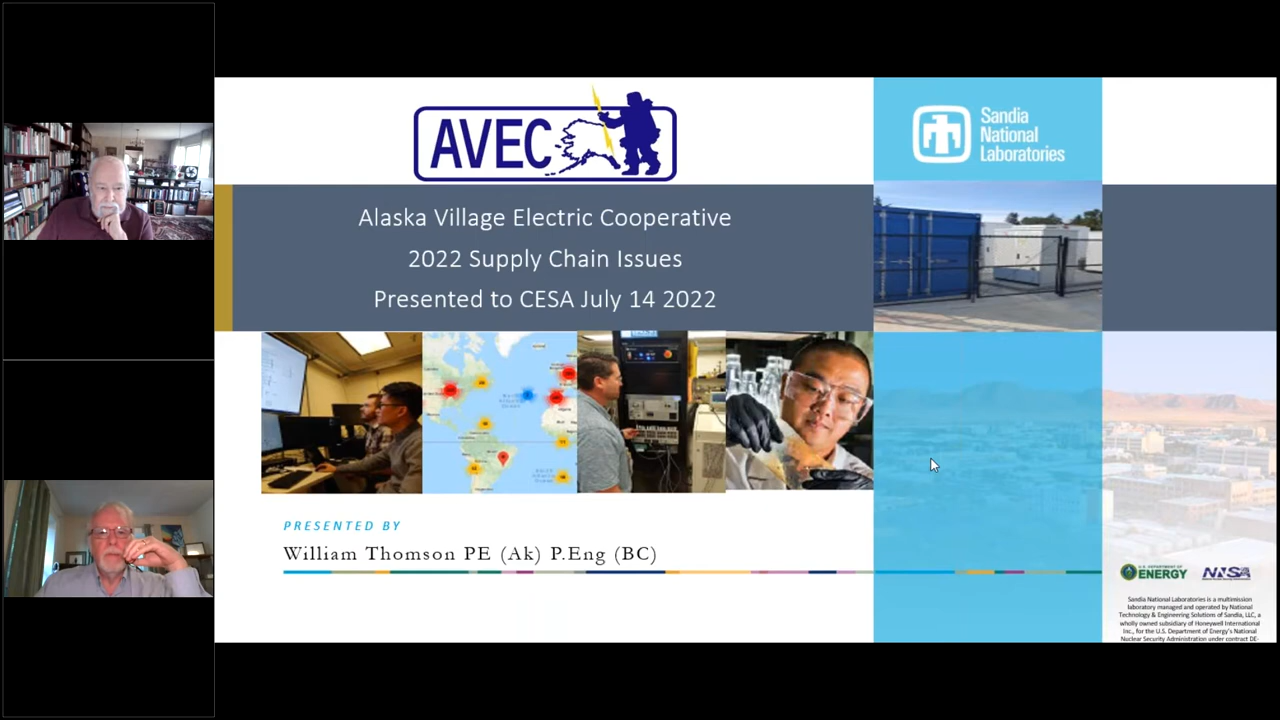 AVEC
Sandia
National
Laboratories
Alaska Village Electric Cooperative
2022 Supply Chain Issues
Presented to CESA July 14 2022
PRESENTED BY
William Thomson PE (Ak) P.Eng (BC)
U.S. DEPARTMENT OF
ENERGY
NNSA
Sandia National Laboratories is a multimission
laboratory managed and operated by National
Technology & Engineering Solutions of Sandia, LLC, a
wholly owned subsidiary of Honeywell International
Inc., for the U.S. Department of Energy's National
Nuclear Security Administration under contract DE-